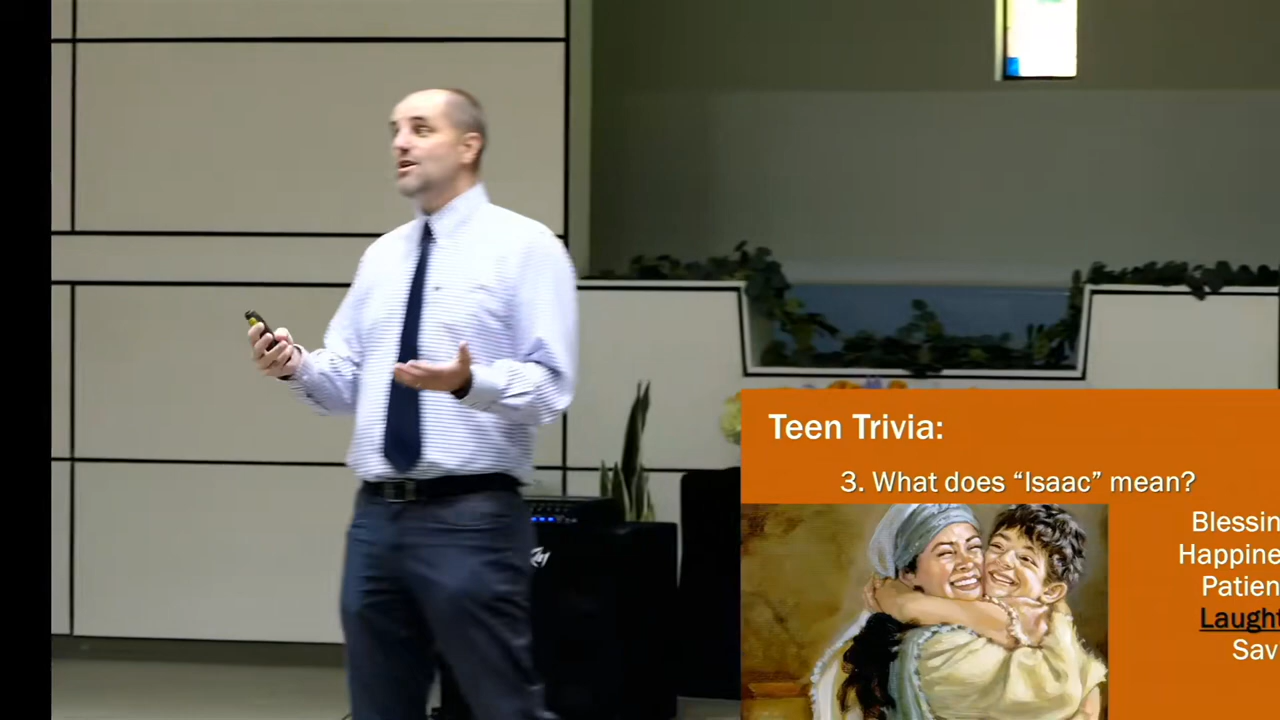 Teen Trivia:
3. What does “Isaac” mean?
Blessin
Happine
Patien
Laught
Sav